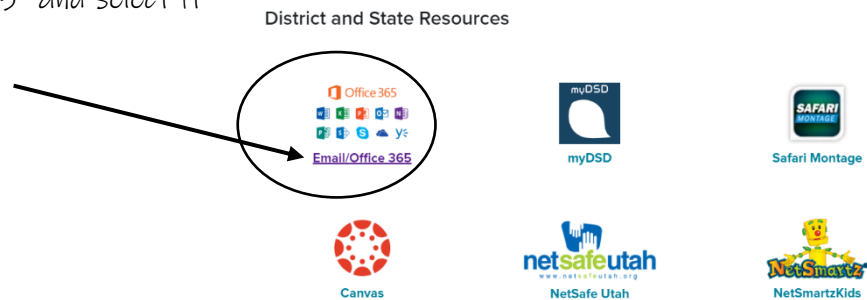 and select it
District and State Resources
Office 365
Email/Office 365
myDSD
myDSD
SAFARI
MONTAGE
Safari Montage
Canvas
netsafeutah
www.netsafeutah.org
NetSafe Utah
NetSmartz
NetSmartzKids